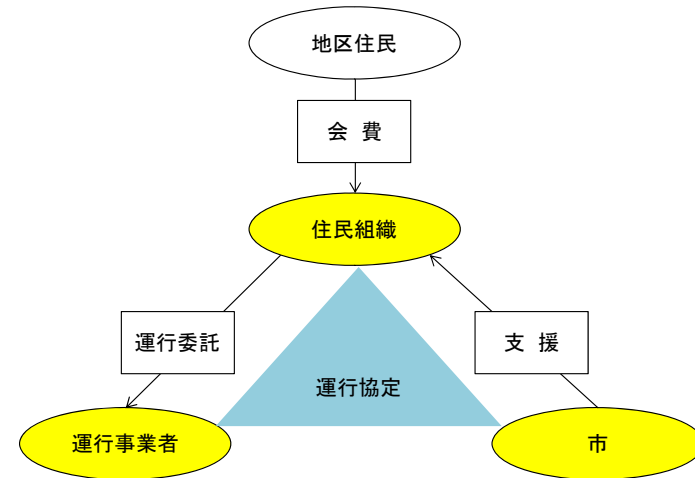 地区住民
会 費
住民組織
運行委託
支 援
運行協定
運行事業者
市